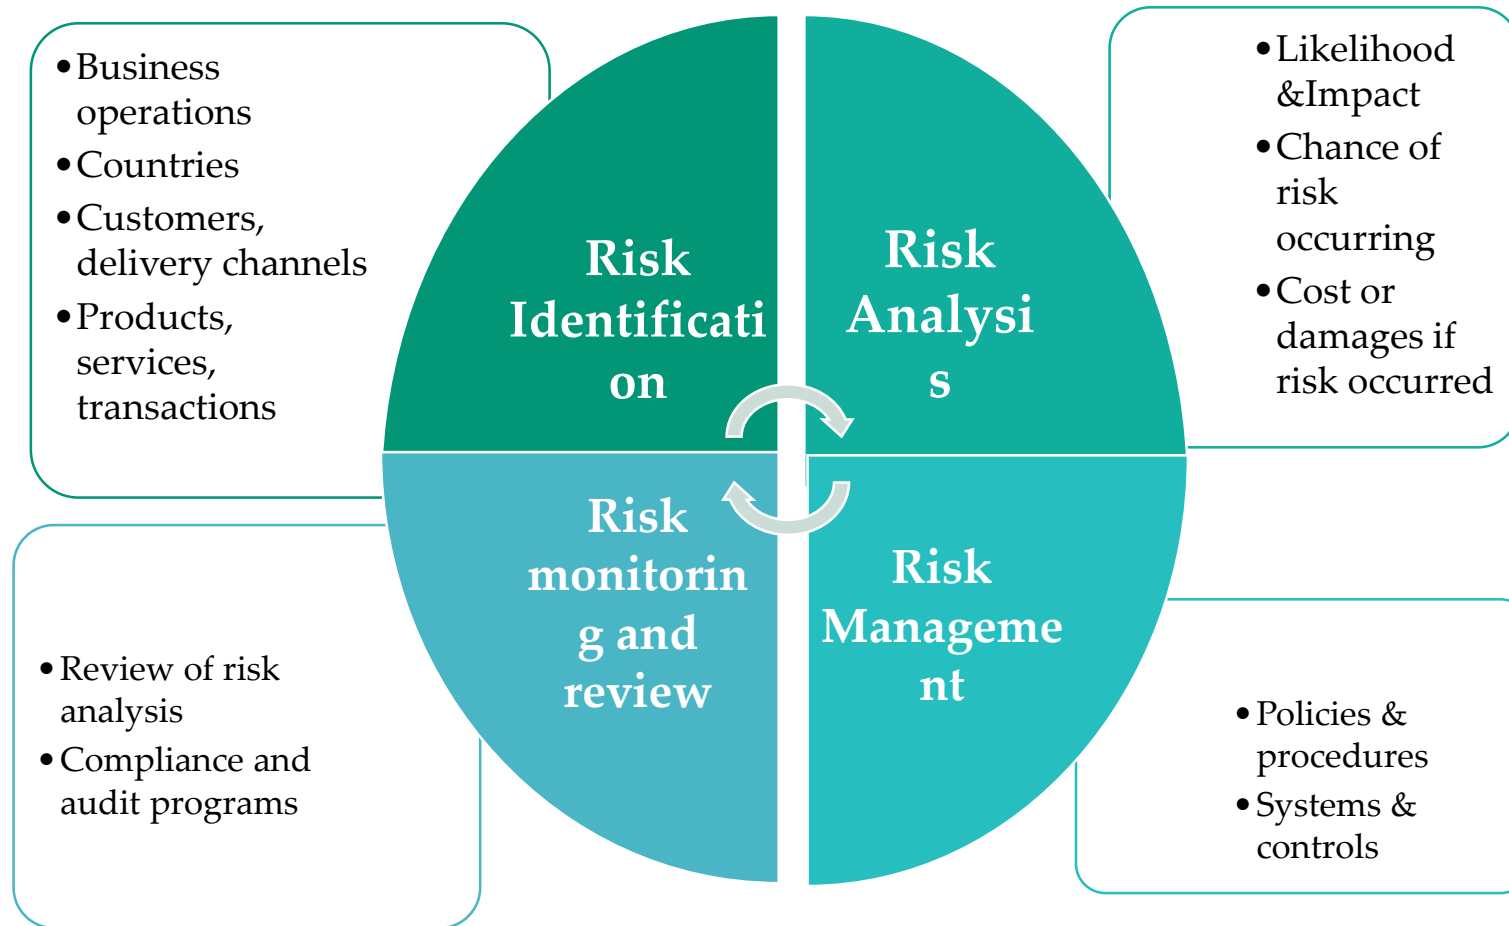 •Business
operations
•Countries
•Customers,
delivery channels
•Products,
services,
transactions
Risk
Identificati
on
Risk
Analysi
s
•Likelihood
&Impact
•Chance of
risk
occurring
•Cost or
damages if
risk occurred
•Review of risk
analysis
•Compliance and
audit programs
Risk
monitorin
g and
review
Risk
Manageme
nt
•Policies &
procedures
•Systems &
controls